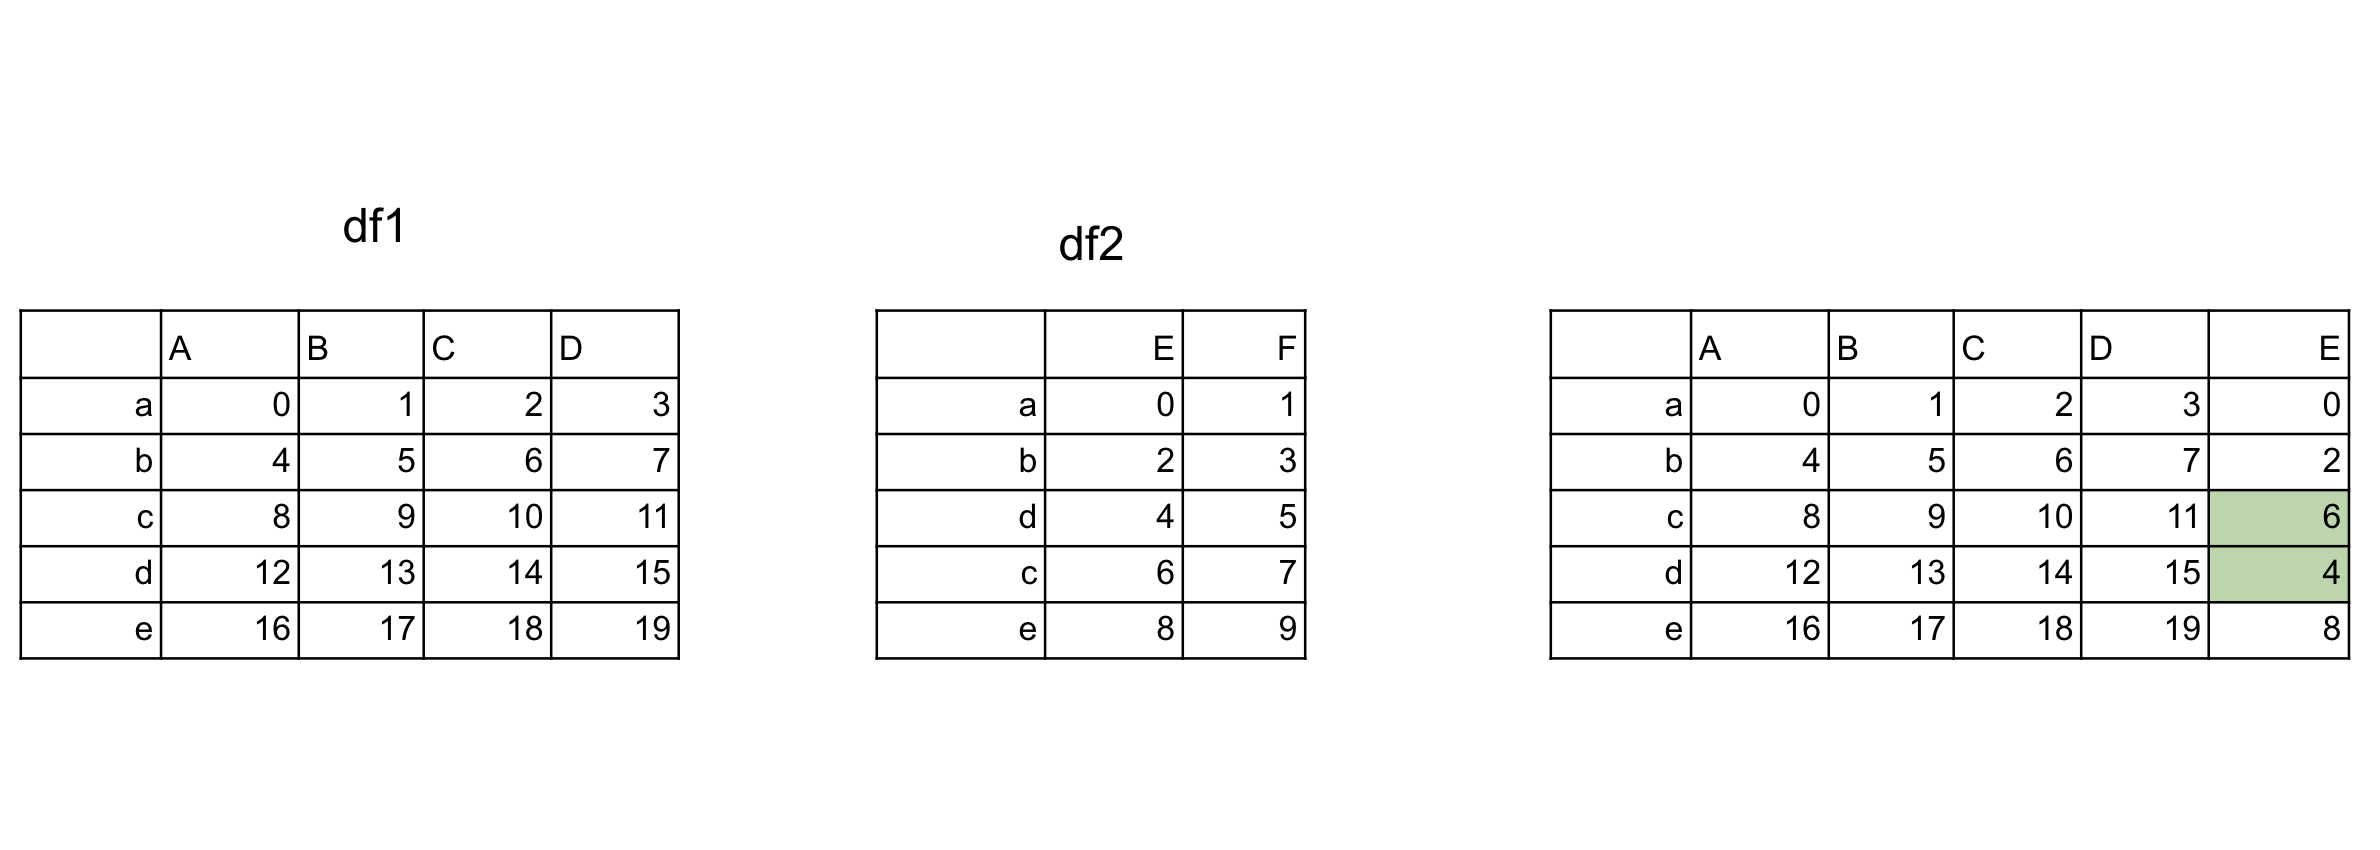 df1
df2
A B C D
a 0 1 2 3
b 4 5 6 7
c 8 9 10 11
d 12 13 14 15
e 16 17 18 19
E F
a 0 1
b 2 3
d 4 5
c 6 7
e 8 9
A B C D E
a 0 1 2 3 0
b 4 5 6 7 2
c 8 9 10 11 6
d 12 13 14 15 4
e 16 17 18 19 8